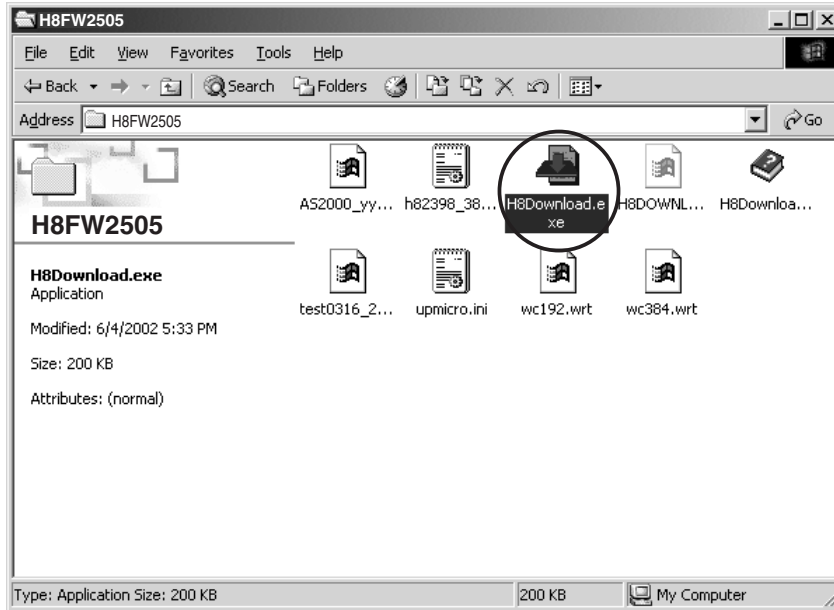 H8FW2505
File Edit View Favorites Tools Help
Back Search Folders
Address H8FW2505 Go
H8FW2505
H8Download.exe
Application
Modified: 6/4/2002 5:33 PM
Size: 200 KB
Attributes: (normal)
AS2000_yy... h82398_38... H8Download.e H8DOWNL... H8Downloa...
xe
test0316_2... upmicro.ini wc192.wrt wc384.wrt
Type: Application Size: 200 KB 200 KB My Computer